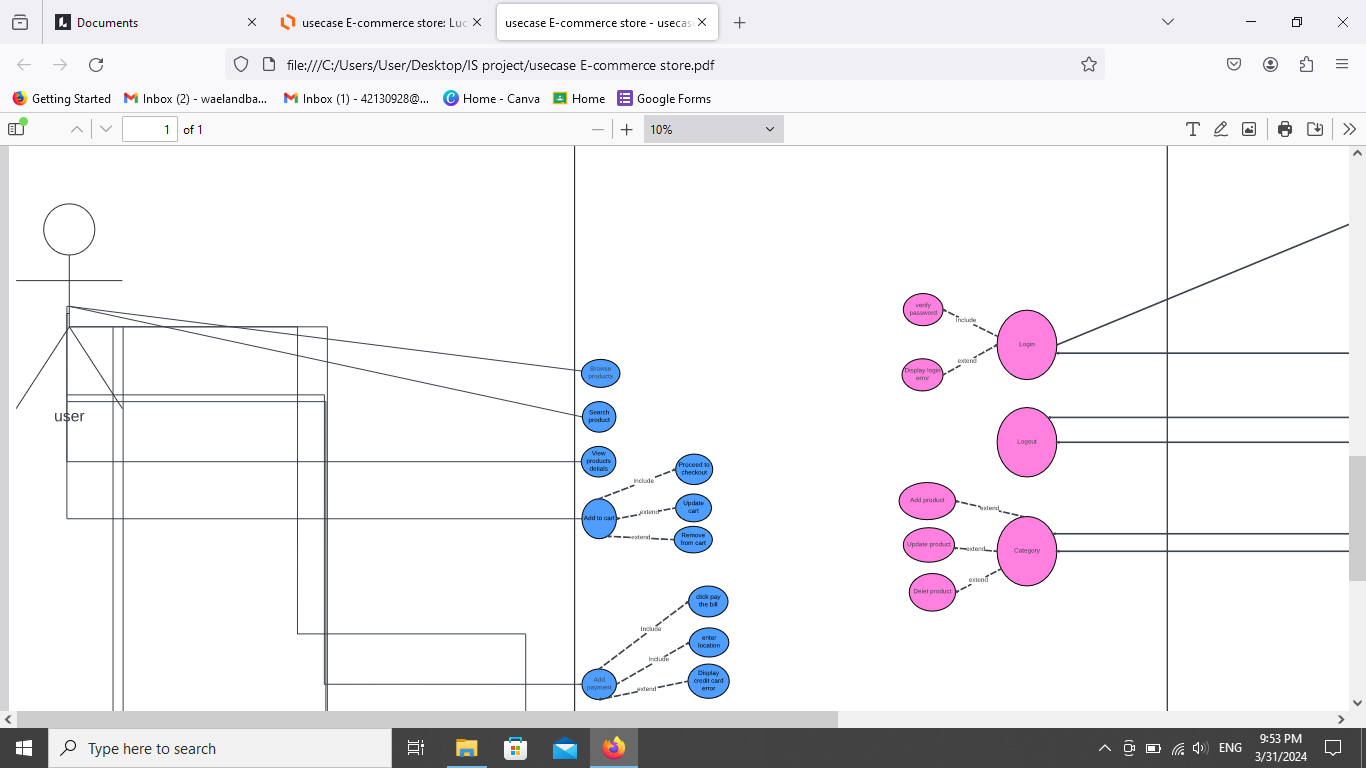 Documents
usecase E-commerce store: Luc
usecase E-commerce store - usecas
file:///C:/Users/User/Desktop/IS project/usecase E-commerce store.pdf
Getting Started
Inbox (2) - waelandba...
Inbox (1) - 42130928@...
Home - Canva
Home
Google Forms
1
of 1
10%
user
Browse
products
Search
product
View
products
detials
Add to cart
Include
Proceed to
checkout
extend
Update
cart
extend
Remove
from cart
Add
payment
Include
click pay
the bill
Include
enter
location
extend
Display
credit card
error
verify
password
Include
Login
Display login
error
extend
Logout
Add product
extend
Update product
extend
Category
Delet product
extend
Type here to search
ENG
9:53 PM
3/31/2024